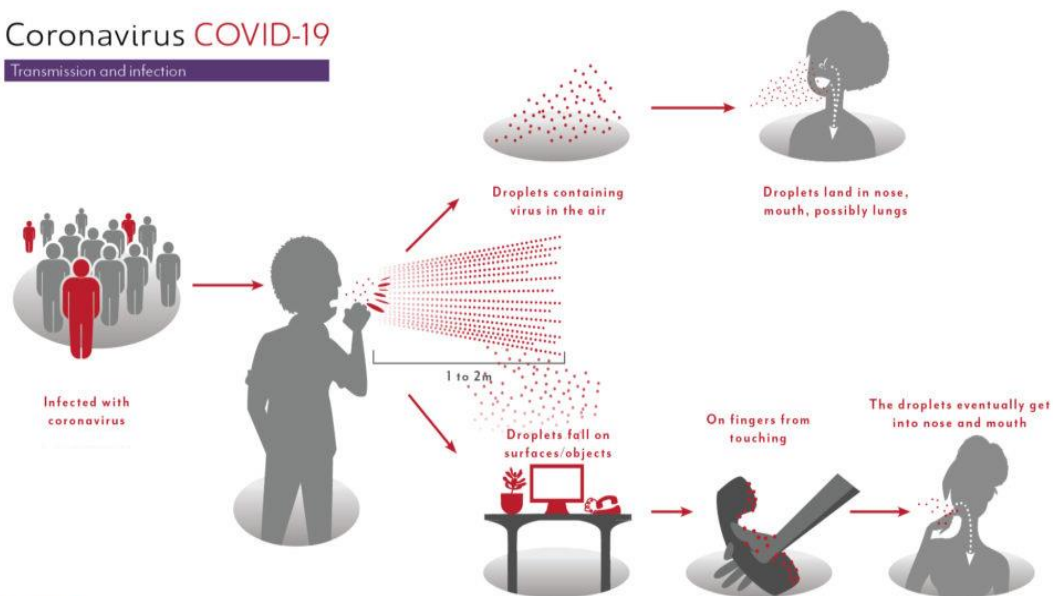 Coronavirus COVID-19
Transmission and infection
Infected with
coronavirus
1 to 2m
Droplets containing
virus in the air
Droplets land in nose,
mouth, possibly lungs
Droplets fall on
surfaces/objects
On fingers from
touching
The droplets eventually get
into nose and mouth